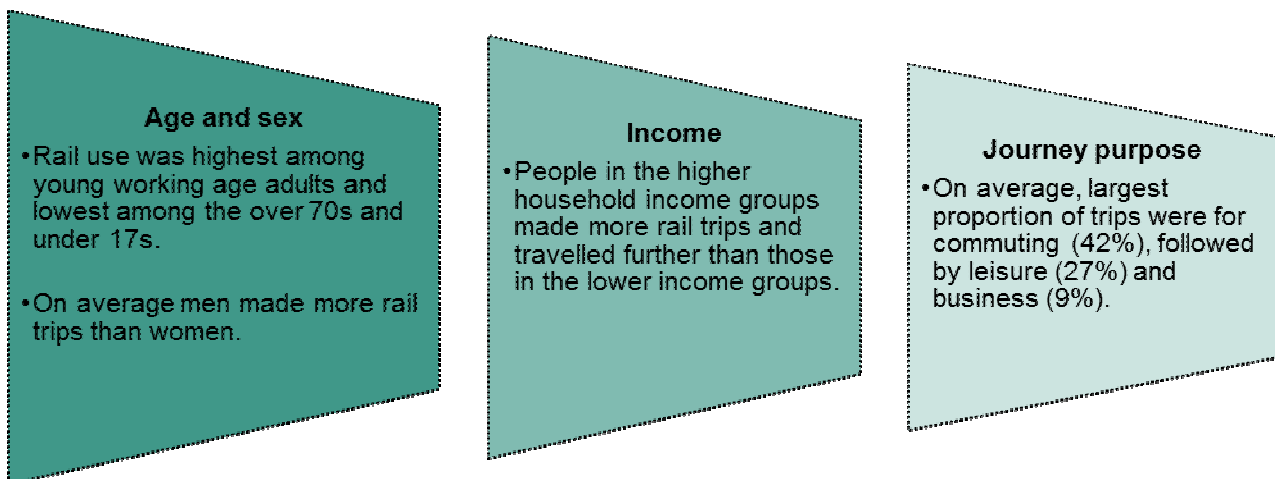 Age and sex
•Rail use was highest among
young working age adults and
lowest among the over 70s and
under 17s.
•On average men made more rail
trips than women.
Income
•People in the higher
household income groups
made more rail trips and
travelled further than those
in the lower income groups.
Journey purpose
•On average, largest
proportion of trips were for
commuting (42%), followed
by leisure (27%) and
business (9%).